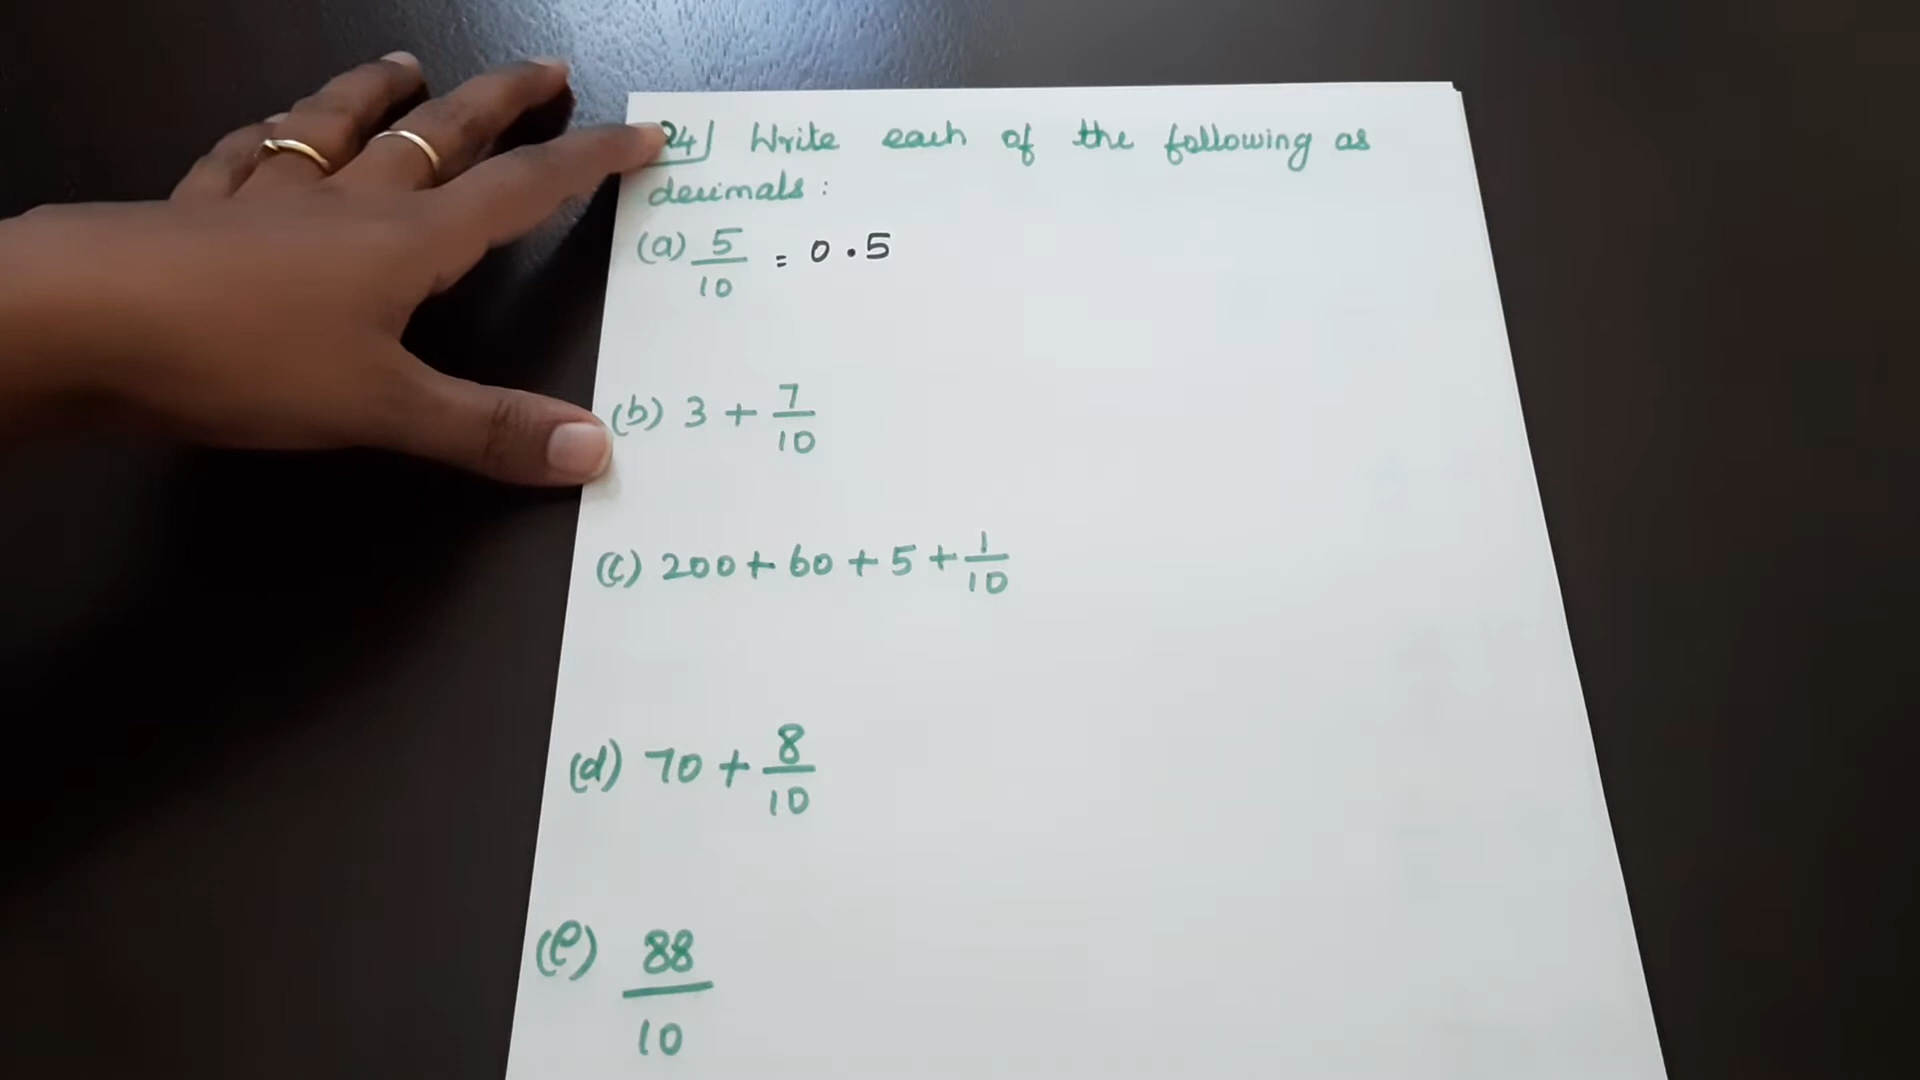 Q4) Write each of the following as
decimals :
(a) 5/10 = 0.5
(b) 3 + 7/10
(c) 200 + 60 + 5 + 1/10
(d) 70 + 8/10
(e) 88/10